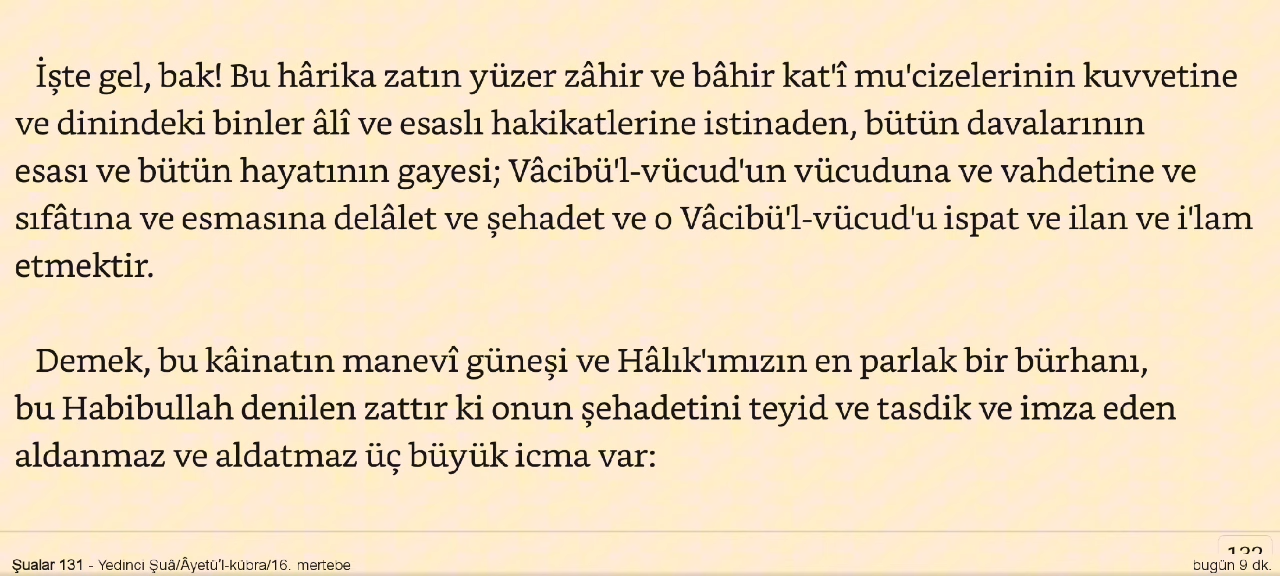 İşte gel, bak! Bu hârika zatın yüzer zâhir ve bâhir kat'î mu'cizelerinin kuvvetine
ve dinindeki binler âlî ve esaslı hakikatlerine istinaden, bütün davalarının
esası ve bütün hayatının gayesi; Vâcibü'l-vücud'un vücuduna ve vahdetine ve
sıfâtına ve esmasına delâlet ve şehadet ve o Vâcibü'l-vücud'u ispat ve ilan ve i'lam
etmektir.
Demek, bu kâinatın manevî güneşi ve Hâlık'ımızın en parlak bir bürhanı,
bu Habibullah denilen zattır ki onun şehadetini teyid ve tasdik ve imza eden
aldanmaz ve aldatmaz üç büyük icma var:
132
Şualar 131 - Yedinci Şuâ/Âyetü'l-kübra/16. mertebe
bugün 9 dk.